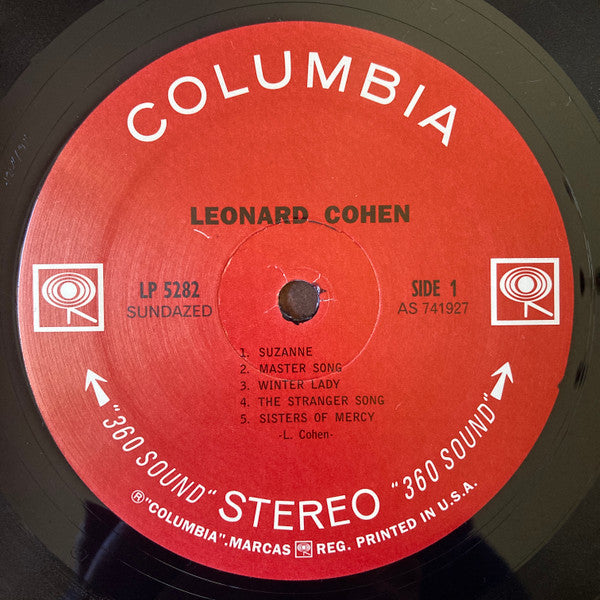 COLUMBIA
LEONARD COHEN
LP 5282
SUNDAZED
SIDE 1
AS 741927
1. SUZANNE
2. MASTER SONG
3. WINTER LADY
4. THE STRANGER SONG
5. SISTERS OF MERCY
-L. Cohen-
"360 SOUND" STEREO "360 SOUND"
®"COLUMBIA".MARCAS REG. PRINTED IN U.S.A.